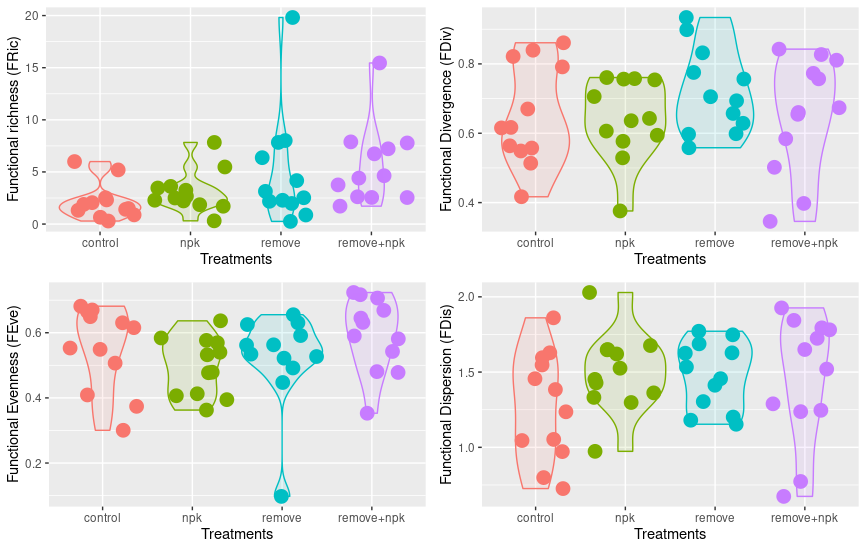 Functional richness (FRic)
20
15
10
5
0
control npk remove remove+npk
Treatments
Functional Divergence (FDiv)
0.8
0.6
0.4
control npk remove remove+npk
Treatments
Functional Evenness (FEve)
0.6
0.4
0.2
control npk remove remove+npk
Treatments
Functional Dispersion (FDis)
2.0
1.5
1.0
control npk remove remove+npk
Treatments